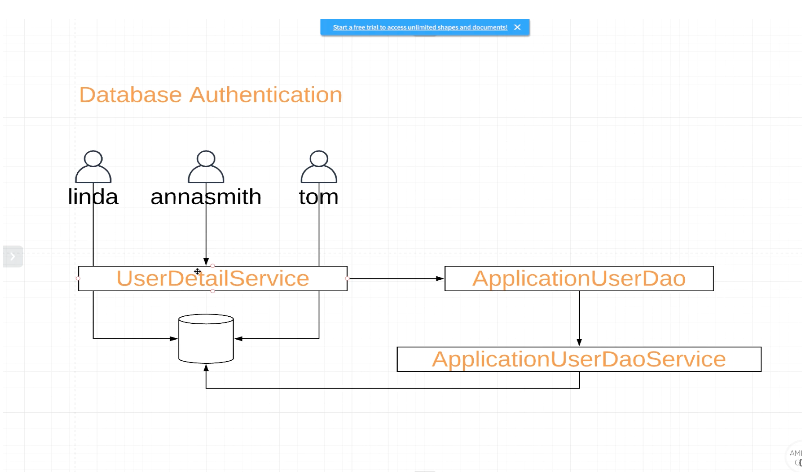 Start a free trial to access unlimited shapes and documents!
Database Authentication
linda annasmith tom
UserDetailService ApplicationUserDao
ApplicationUserDaoService